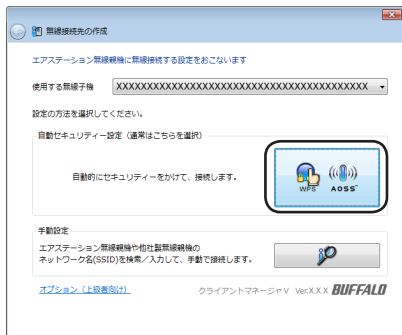 無線接続先の作成
エアステーション無線親機に無線接続する設定をおこないます
使用する無線子機 XXXXXXXXXXXXXXXXXXXXXXXXXXXXXXXXXXXXXXXXX
設定の方法を選択してください。
自動セキュリティー設定（通常はこちらを選択）
自動的にセキュリティーをかけて、接続します。
WPS AOSS™
手動設定
エアステーション無線親機や他社製無線親機の
ネットワーク名(SSID)を検索／入力して、手動で接続します。
オプション（上級者向け） クライアントマネージャV Ver.X.X.X BUFFALO